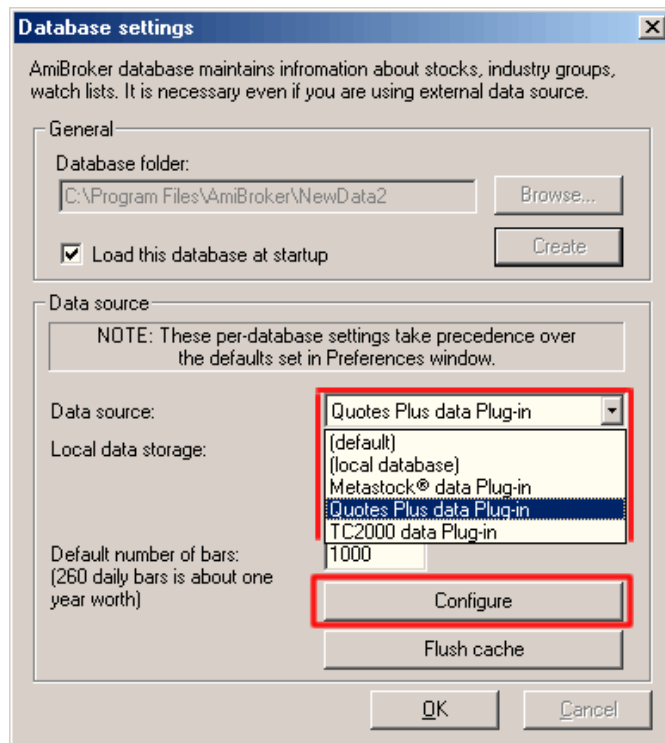 Database settings
AmiBroker database maintains infromation about stocks, industry groups,
watch lists. It is necessary even if you are using external data source.
General
Database folder:
C:\Program Files\AmiBroker\NewData2
Browse...
Load this database at startup
Create
Data source
NOTE: These per-database settings take precedence over
the defaults set in Preferences window.
Data source:
Quotes Plus data Plug-in
Local data storage:
(default)
(local database)
Metastock® data Plug-in
Quotes Plus data Plug-in
TC2000 data Plug-in
Default number of bars:
1000
(260 daily bars is about one
year worth)
Configure
Flush cache
OK
Cancel